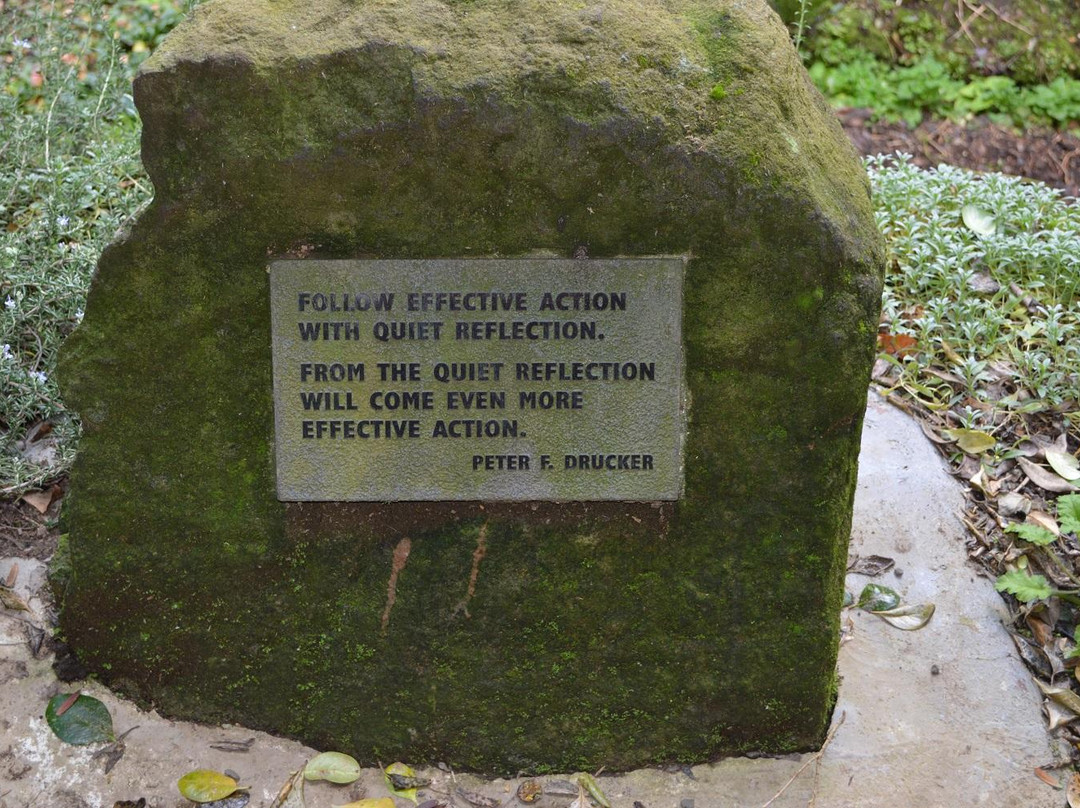 FOLLOW EFFECTIVE ACTION
WITH QUIET REFLECTION.
FROM THE QUIET REFLECTION
WILL COME EVEN MORE
EFFECTIVE ACTION.
PETER F. DRUCKER